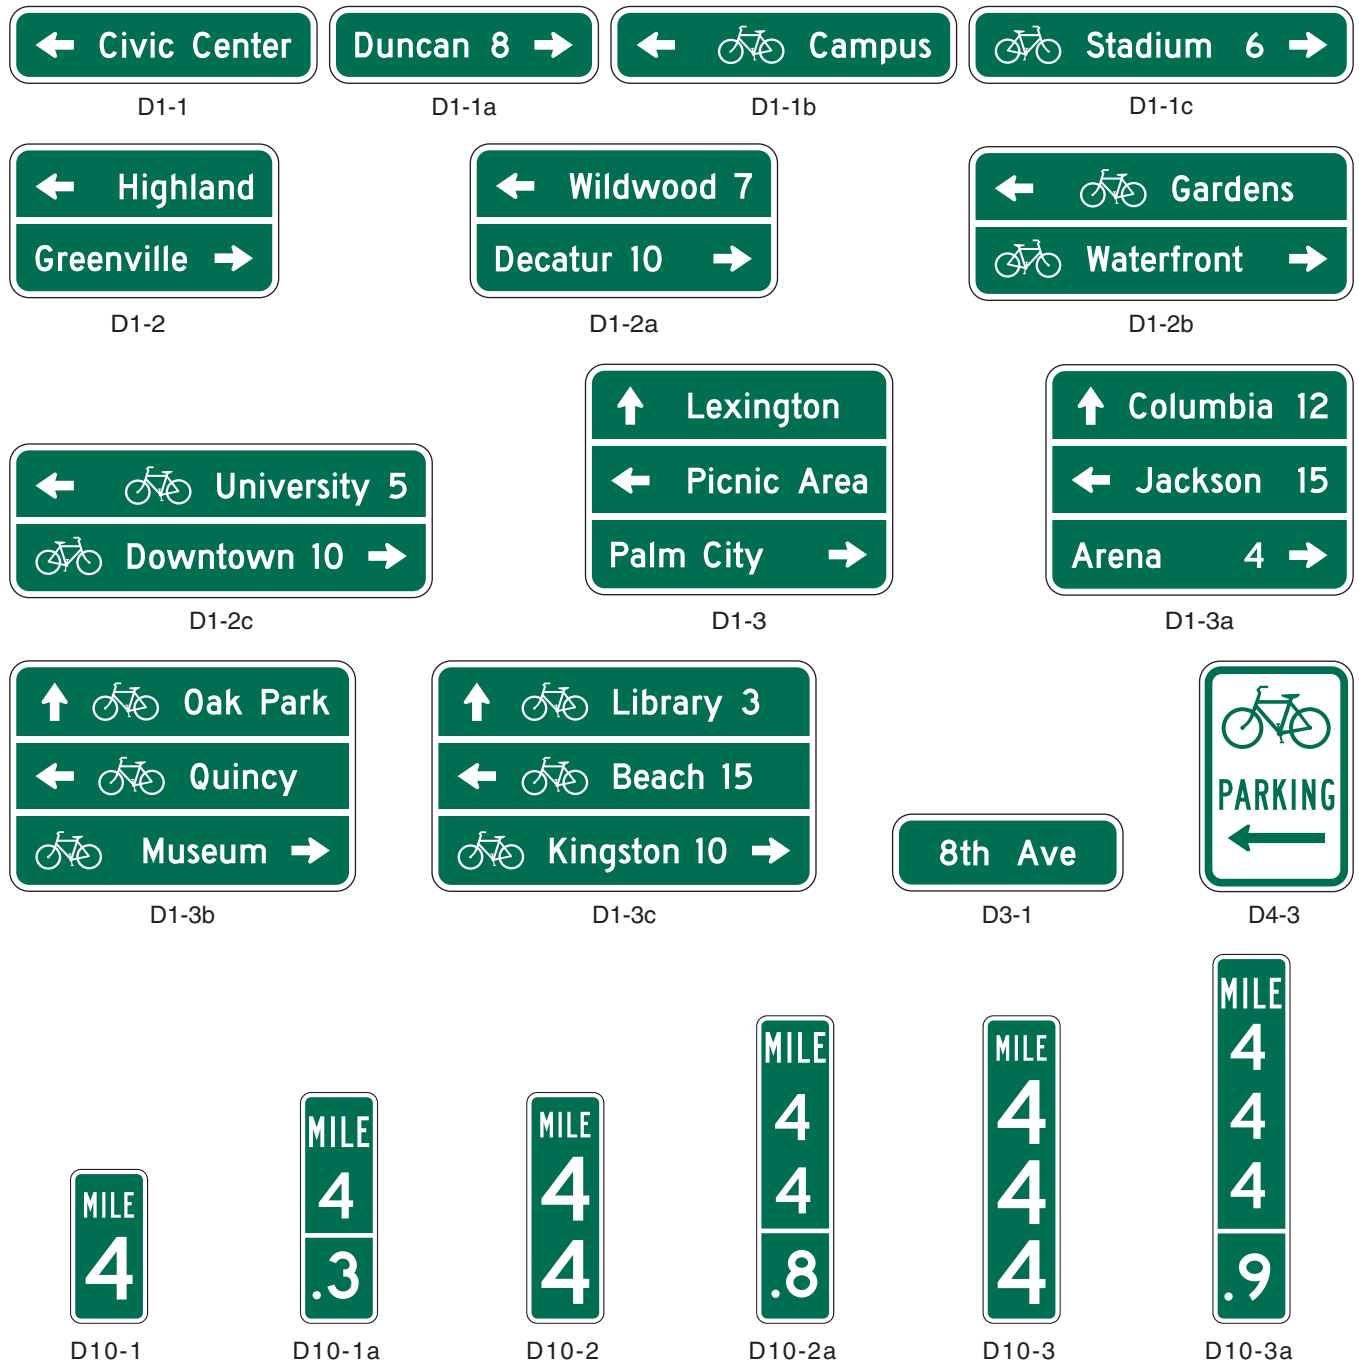 Civic Center
Duncan 8
Campus
Stadium 6
D1-1
D1-1a
D1-1b
D1-1c
Highland
Greenville
Wildwood 7
Decatur 10
Gardens
Waterfront
D1-2
D1-2a
D1-2b
University 5
Downtown 10
Lexington
Picnic Area
Palm City
Columbia 12
Jackson 15
Arena 4
D1-2c
D1-3
D1-3a
Oak Park
Quincy
Museum
Library 3
Beach 15
Kingston 10
8th Ave
PARKING
D1-3b
D1-3c
D3-1
D4-3
MILE
4
MILE
4
.3
MILE
4
4
MILE
4
4
.8
MILE
4
4
4
MILE
4
4
4
.9
D10-1
D10-1a
D10-2
D10-2a
D10-3
D10-3a